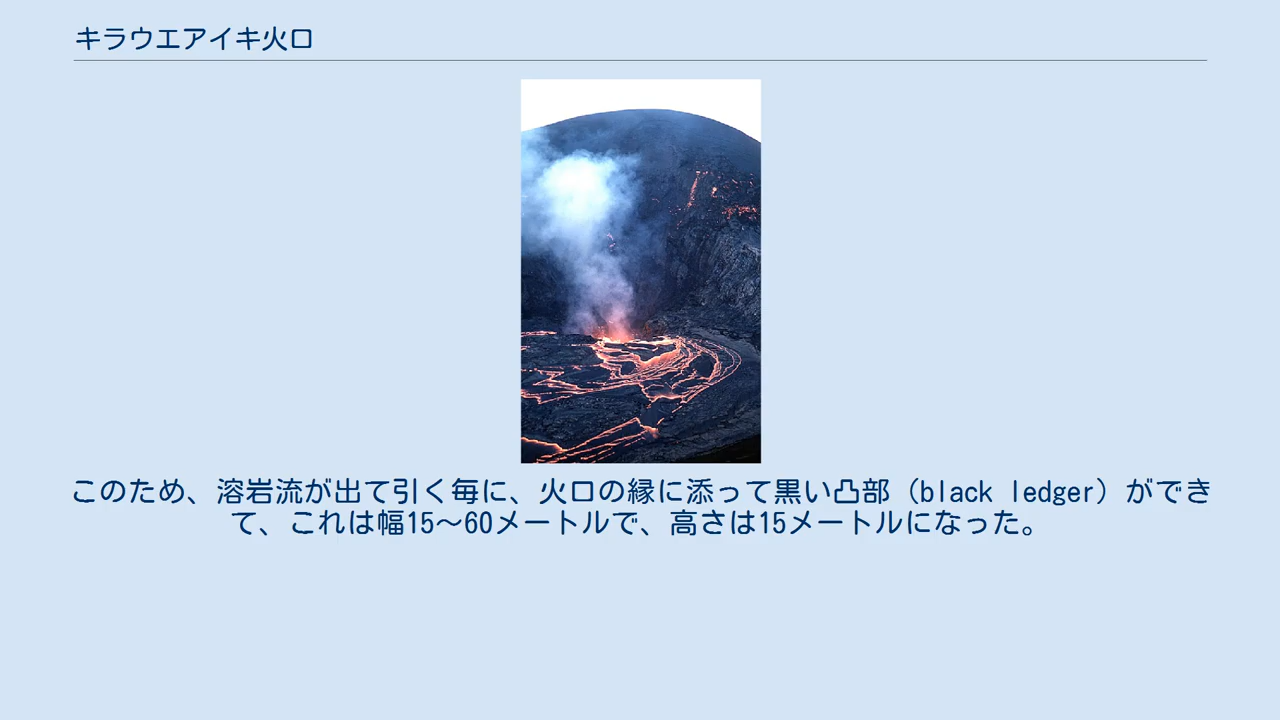 キラウエアイキ火口
このため、溶岩流が出て引く毎に、火口の縁に添って黒い凸部（black ledger）ができ
て、これは幅15～60メートルで、高さは15メートルになった。